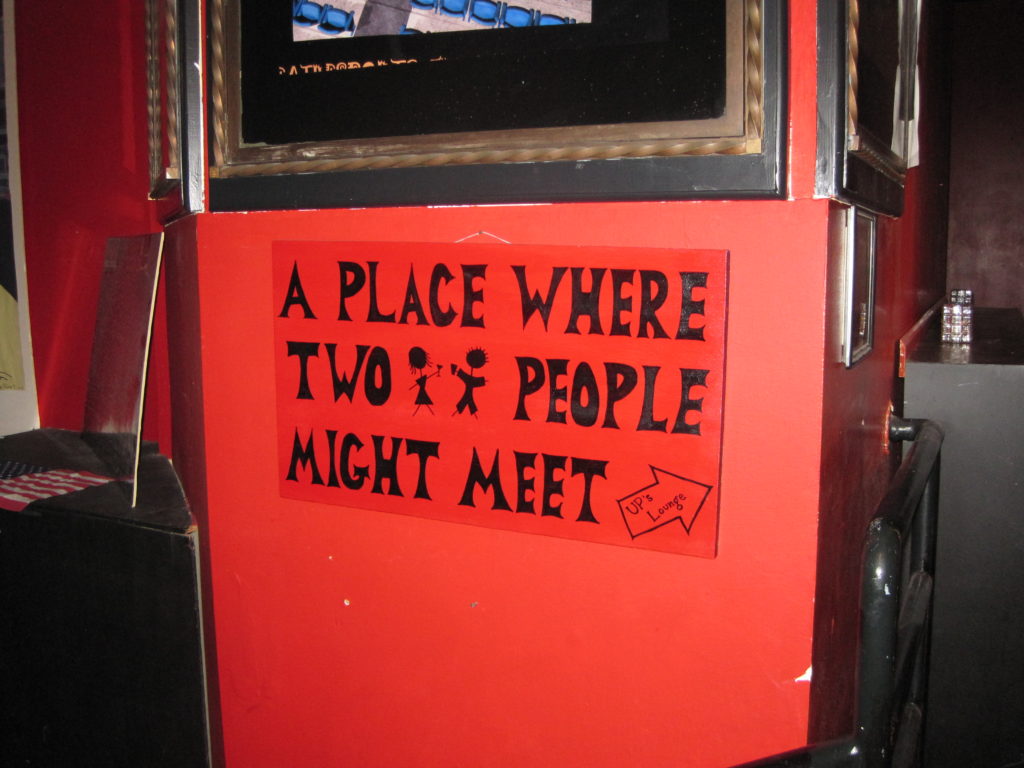 A PLACE WHERE
TWO PEOPLE
MIGHT MEET
UP's
Lounge